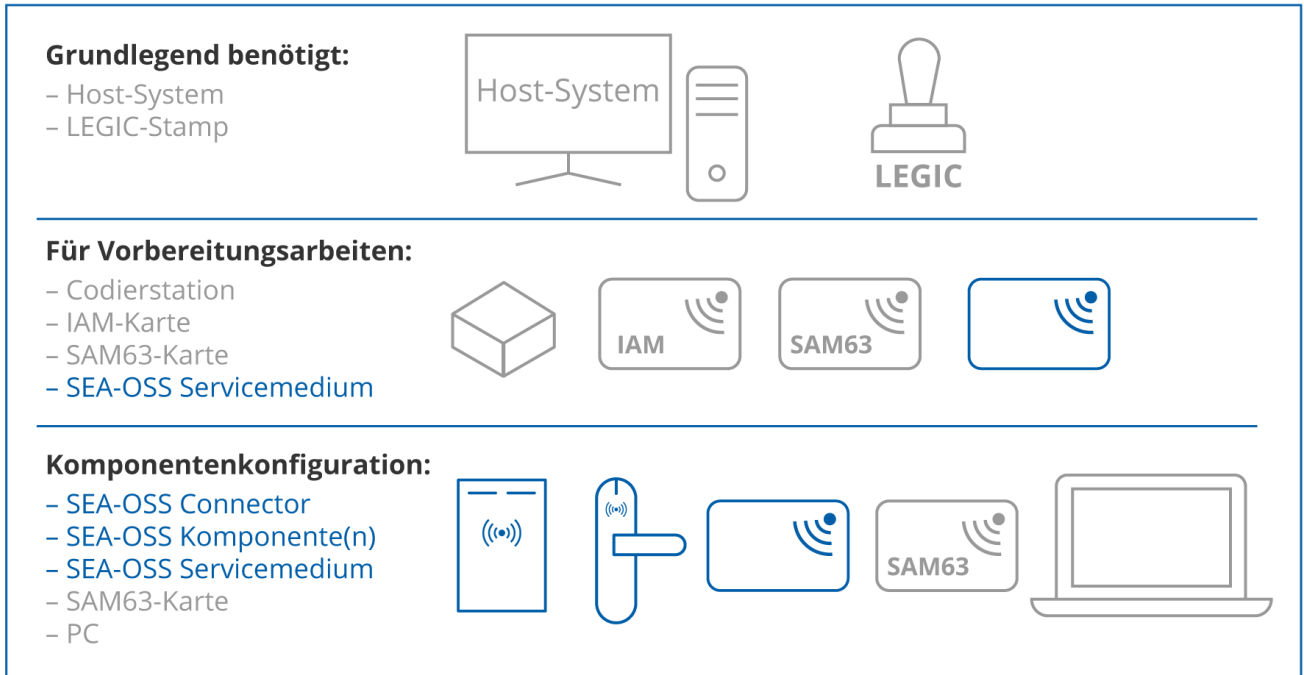 Grundlegend benötigt:
– Host-System
– LEGIC-Stamp
Host-System
LEGIC
Für Vorbereitungsarbeiten:
– Codierstation
– IAM-Karte
– SAM63-Karte
– SEA-OSS Servicemedium
IAM
SAM63
Komponentenkonfiguration:
– SEA-OSS Connector
– SEA-OSS Komponente(n)
– SEA-OSS Servicemedium
– SAM63-Karte
– PC
SAM63